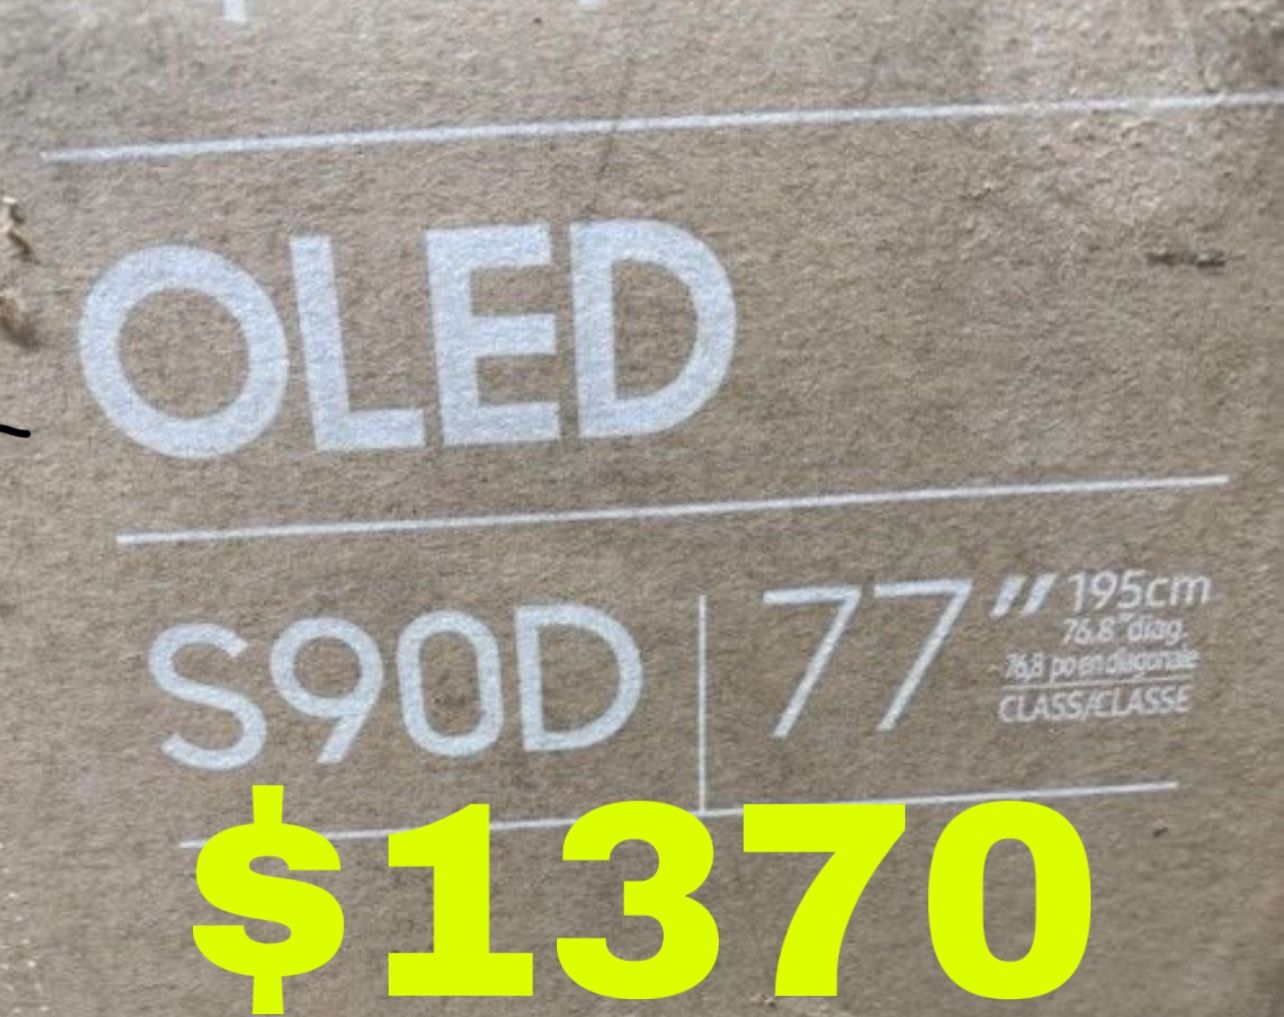 OLED
S90D
77" 195cm
76.8" diag.
76,8 po en diagonale
CLASS/CLASSE
$1370